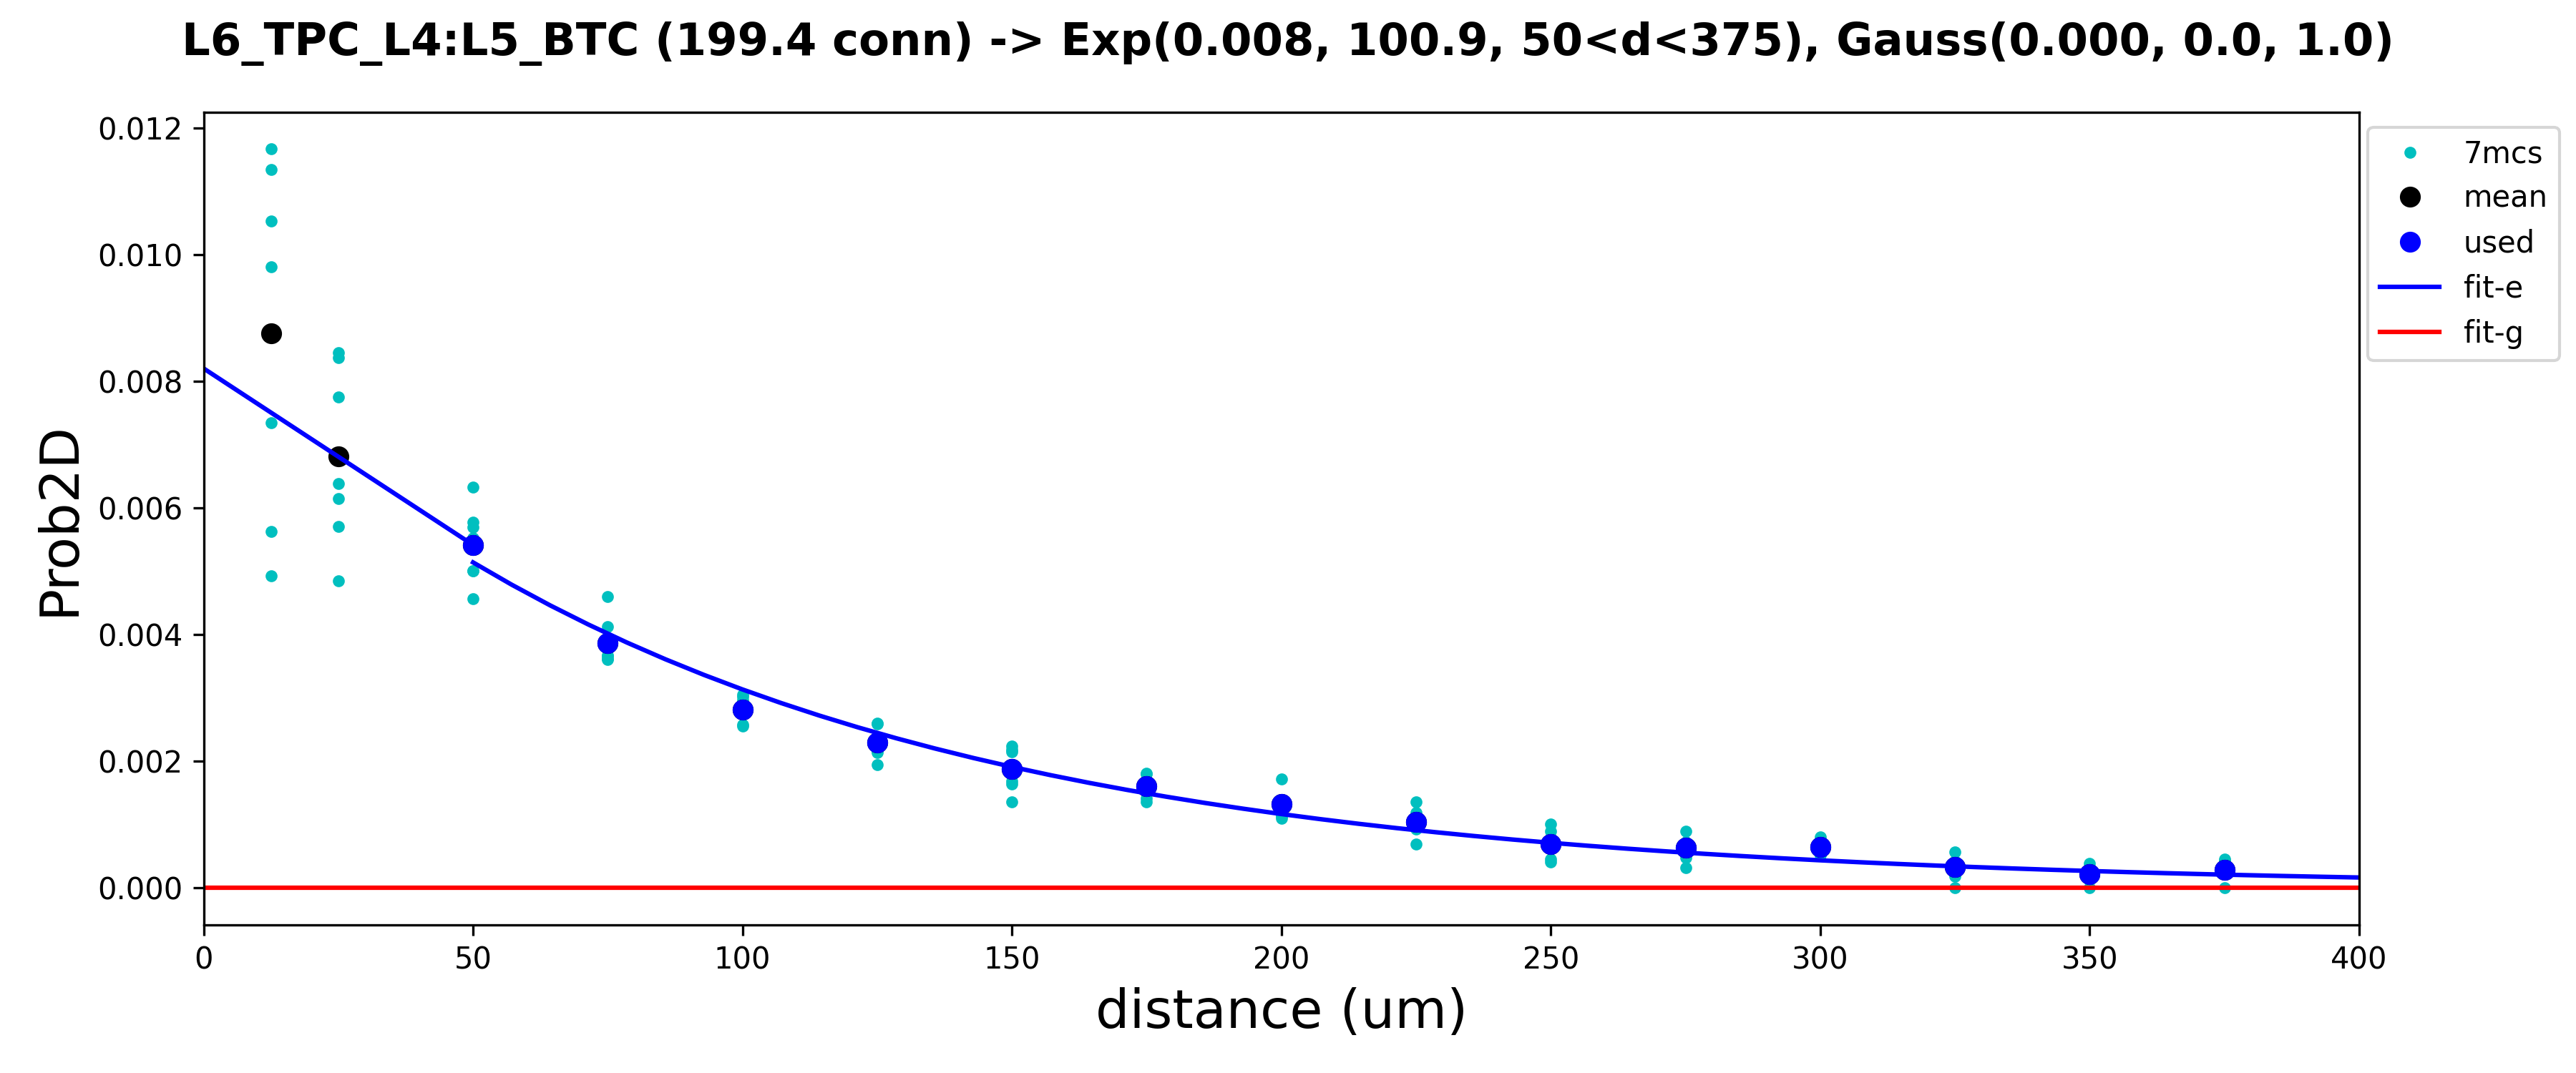 L6_TPC_L4:L5_BTC (199.4 conn) -> Exp(0.008, 100.9, 50<d<375), Gauss(0.000, 0.0, 1.0)
0.012
0.010
0.008
0.006
0.004
0.002
0.000
Prob2D
0 50 100 150 200 250 300 350 400
distance (um)
7mcs
mean
used
fit-e
fit-g